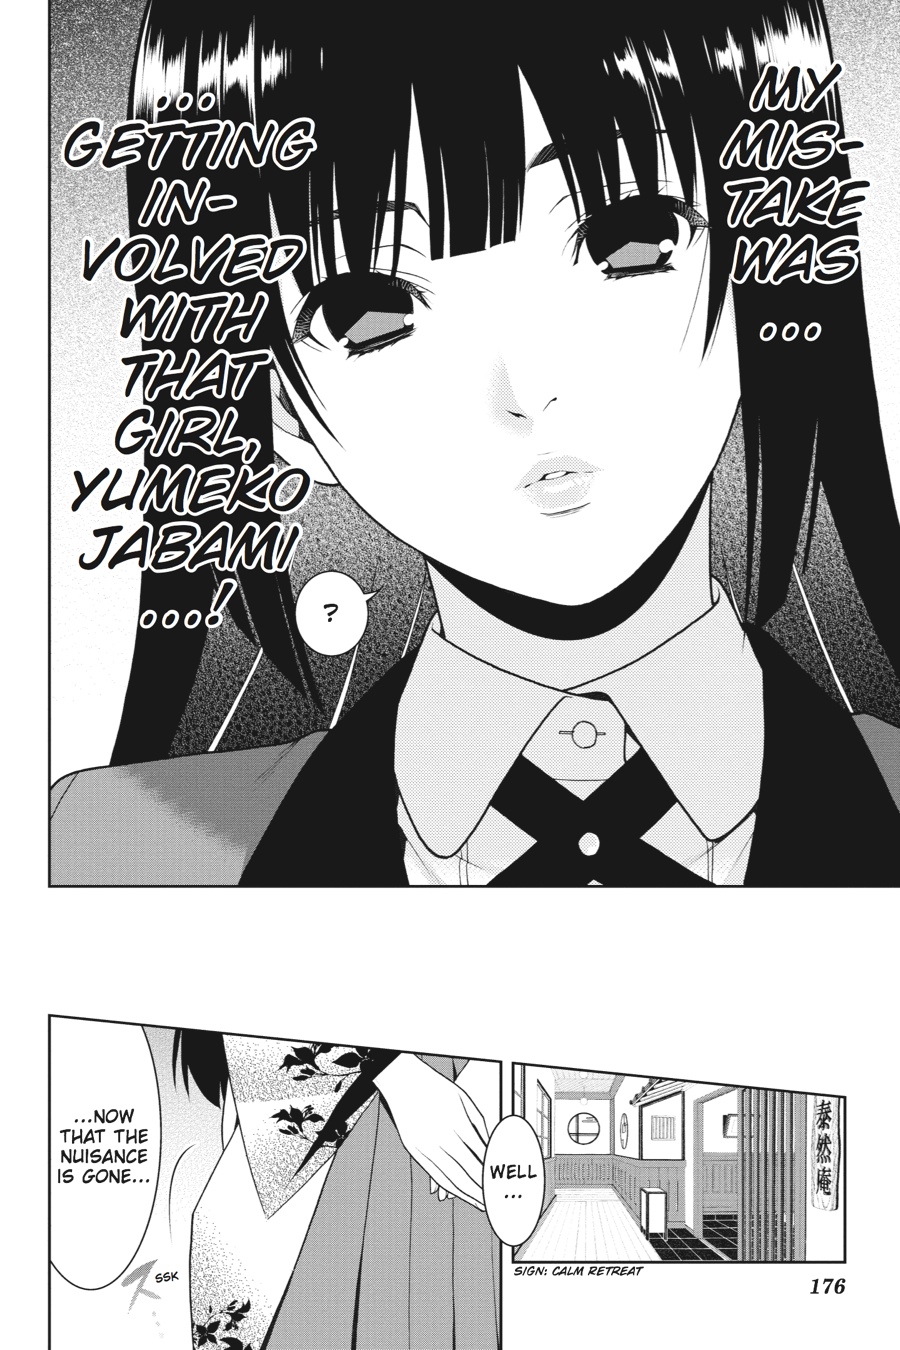 MY
MIS-
TAKE
WAS
...
...
GETTING
IN-
VOLVED
WITH
THAT
GIRL,
YUMEKO
JABAMI
...!
?
泰然庵
WELL
...
SIGN: CALM RETREAT
...NOW
THAT THE
NUISANCE
IS GONE...
ス
SSK
176